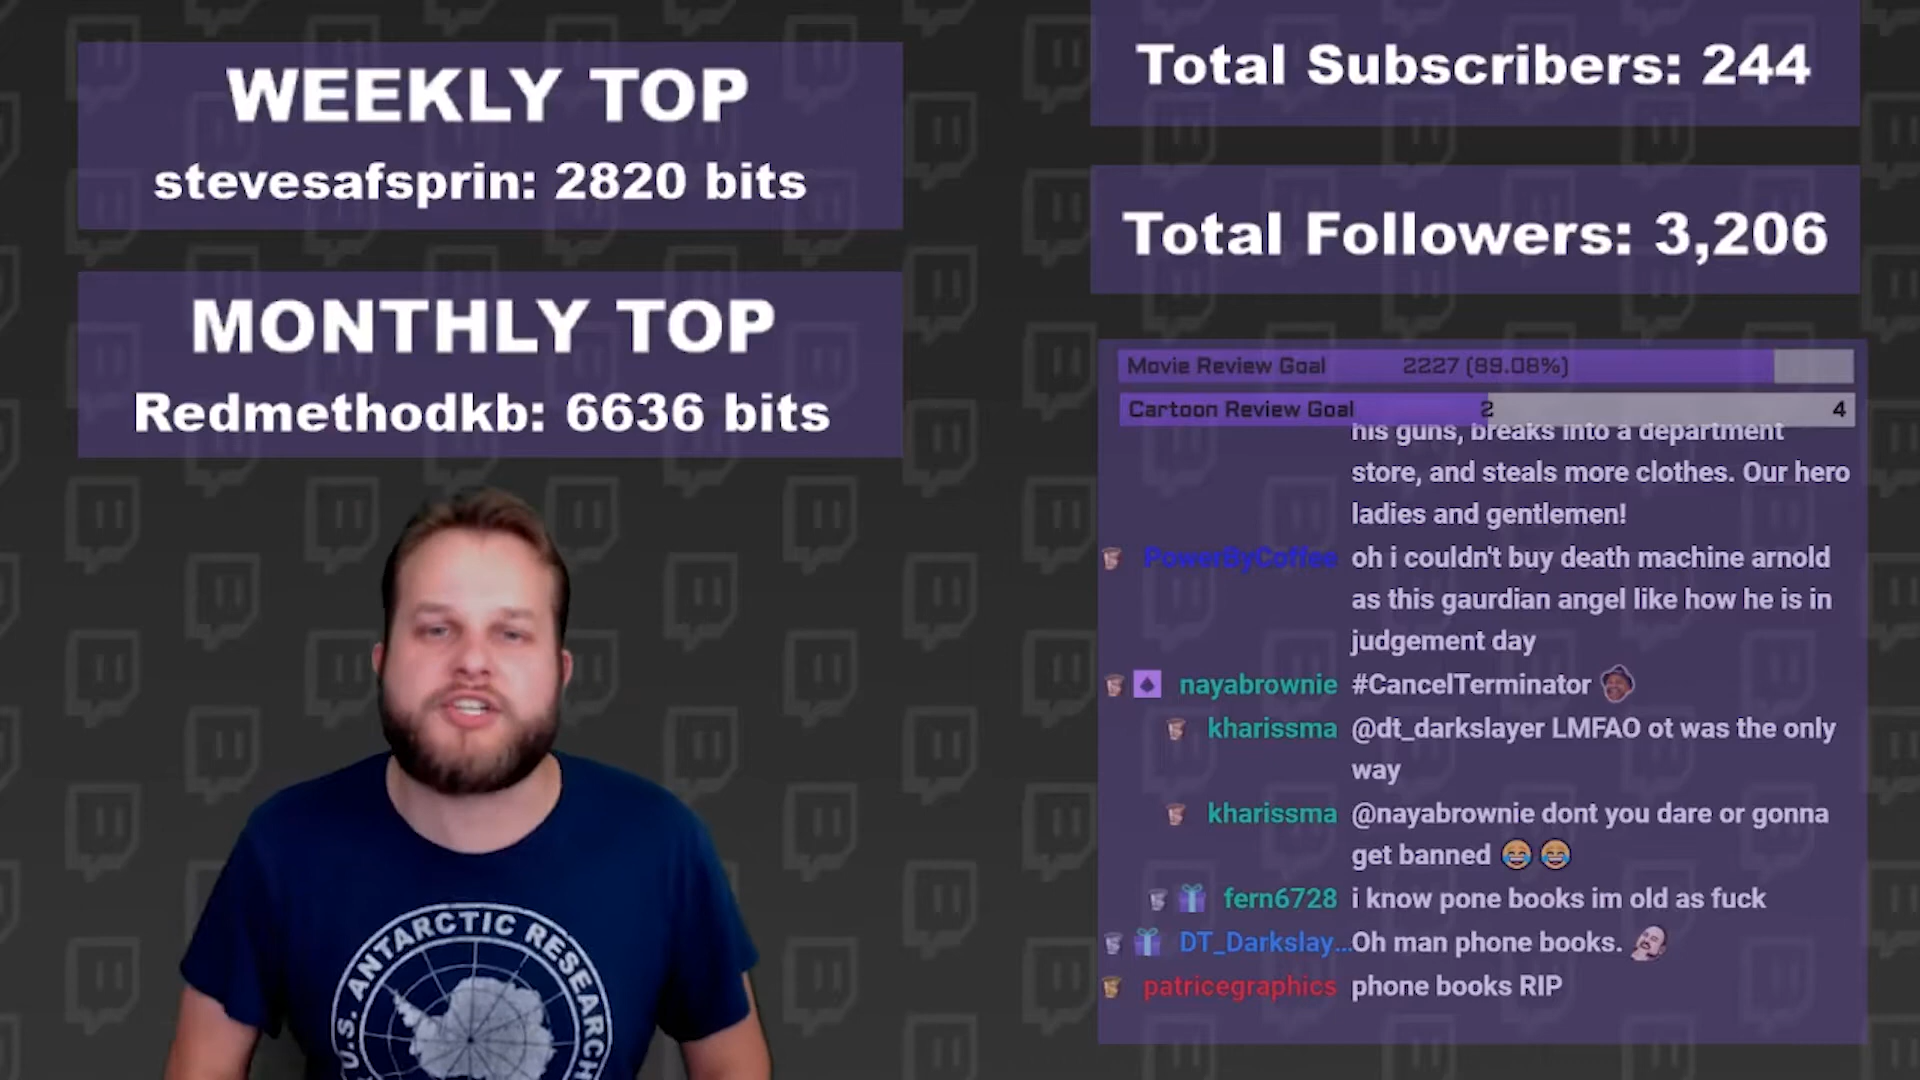 WEEKLY TOP
stevesafsprin: 2820 bits
MONTHLY TOP
Redmethodkb: 6636 bits
U.S. ANTARCTIC RESEARCH
Total Subscribers: 244
Total Followers: 3,206
Movie Review Goal 2227 (89.08%)
Cartoon Review Goal 2 4
his guns, breaks into a department
store, and steals more clothes. Our hero
ladies and gentlemen!
PowerByCoffee oh i couldn't buy death machine arnold
as this gaurdian angel like how he is in
judgement day
nayabrownie #CancelTerminator
kharissma @dt_darkslayer LMFAO ot was the only
way
kharissma @nayabrownie dont you dare or gonna
get banned 😂 😂
fern6728 i know pone books im old as fuck
DT_Darkslay... Oh man phone books.
patricegraphics phone books RIP